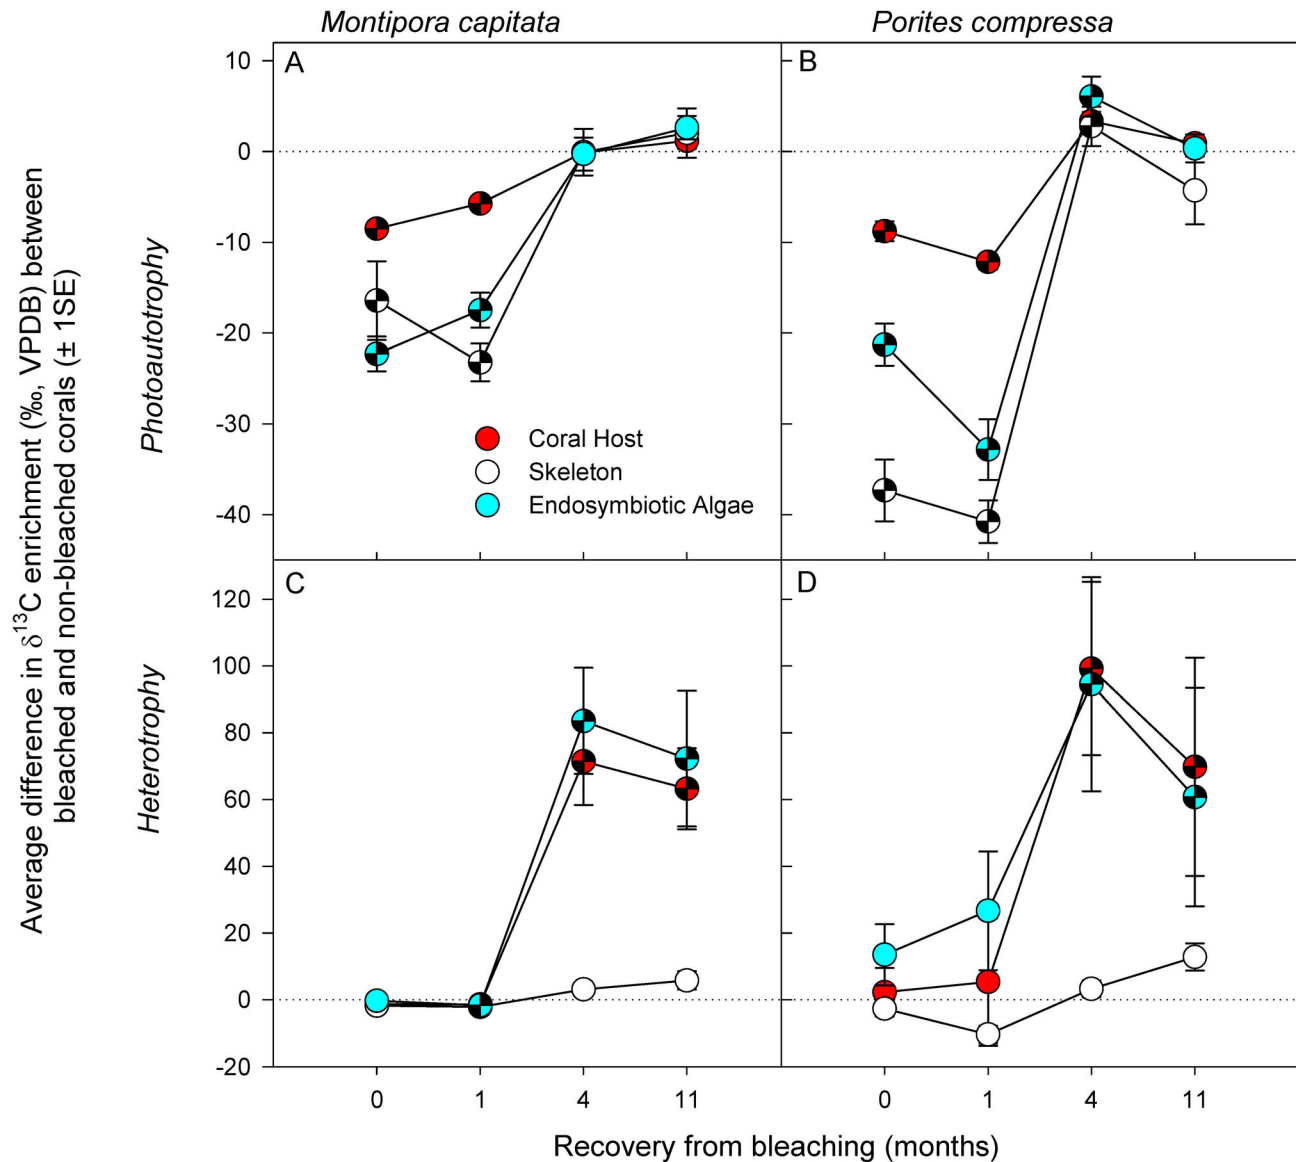 Montipora capitata
Porites compressa
Average difference in δ¹³C enrichment (‰, VPDB) between
bleached and non-bleached corals (± 1SE)
Photoautotrophy
Heterotrophy
A
B
10
0
-10
-20
-30
-40
Coral Host
Skeleton
Endosymbiotic Algae
C
D
120
100
80
60
40
20
0
-20
0 1 4 11
0 1 4 11
Recovery from bleaching (months)